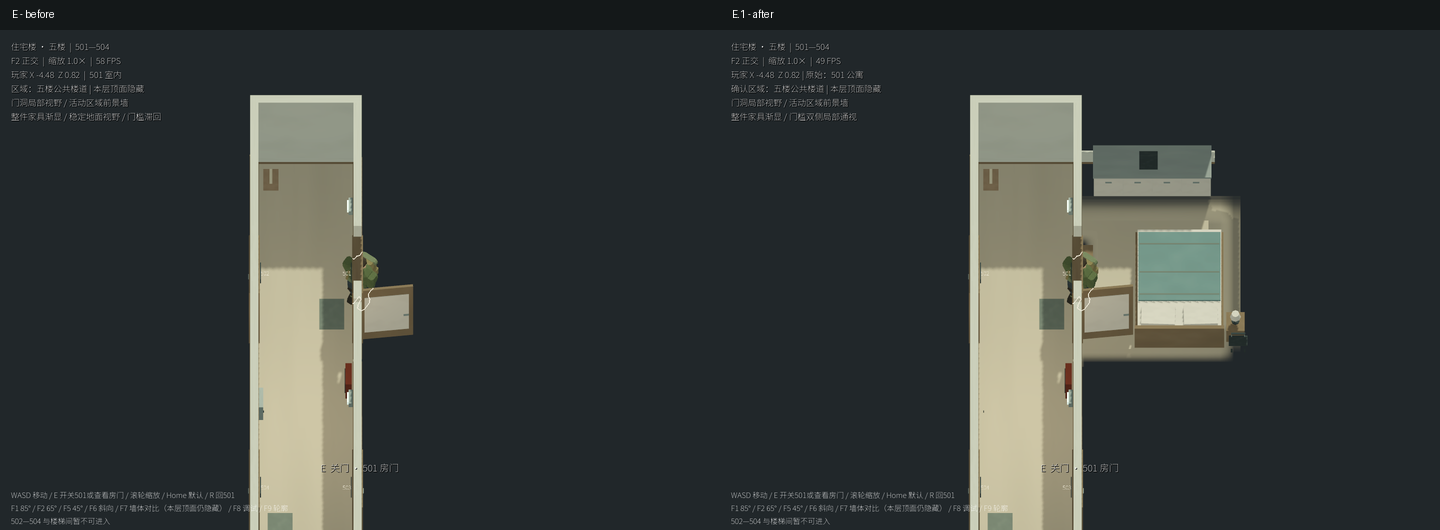 E - before
住宅楼 · 五楼 | 501—504
F2 正交 | 缩放 1.0× | 58 FPS
玩家 X -4.48 Z 0.82 | 501 室内
区域：五楼公共楼道 | 本层顶面隐藏
门洞局部视野 / 活动区域前景墙
整件家具渐显 / 稳定地面视野 / 门槛滞回
E 关门 · 501 房门
WASD 移动 / E 开关501或查看房门 / 滚轮缩放 / Home 默认 / R 回501
F1 85° / F2 65° / F5 45° / F6 斜向 / F7 墙体对比（本层顶面仍隐藏） / F8 调试 / F9 轮廓
502—504 与楼梯间暂不可进入
E.1 - after
住宅楼 · 五楼 | 501—504
F2 正交 | 缩放 1.0× | 49 FPS
玩家 X -4.48 Z 0.82 | 原始：501 公寓
确认区域：五楼公共楼道 | 本层顶面隐藏
门洞局部视野 / 活动区域前景墙
整件家具渐显 / 门槛双侧局部通视
E 关门 · 501 房门
WASD 移动 / E 开关501或查看房门 / 滚轮缩放 / Home 默认 / R 回501
F1 85° / F2 65° / F5 45° / F6 斜向 / F7 墙体对比（本层顶面仍隐藏） / F8 调试 / F9 轮廓
502—504 与楼梯间暂不可进入